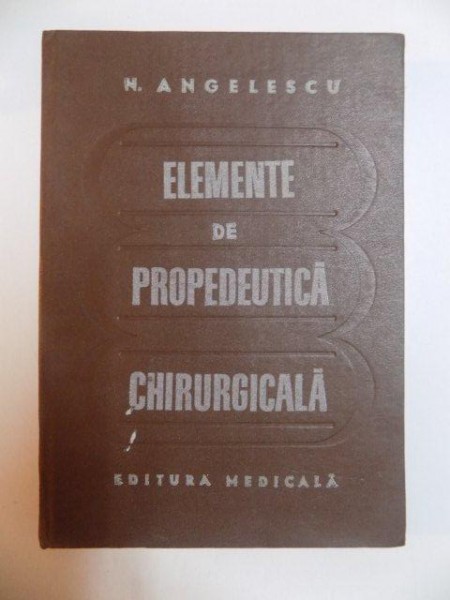 N. ANGELESCU
ELEMENTE
DE
PROPEDEUTICĂ
CHIRURGICALĂ
EDITURA MEDICALĂ